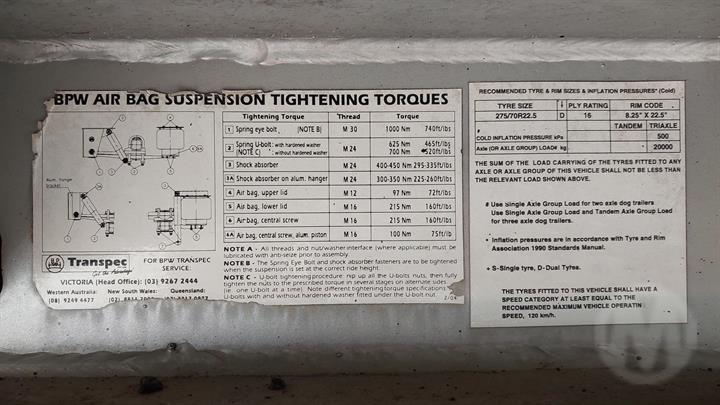 BPW AIR BAG SUSPENSION TIGHTENING TORQUES
Tightening Torque Thread Torque
1 Spring eye bolt (NOTE B) M 30 1000 Nm 740ft/lbs
2 Spring U-bolt: with hardened washer 625 Nm 465ft/lbs
(NOTE C) : without hardened washer M 24 700 Nm 520ft/lbs
3 Shock absorber M 24 400-450 Nm 295-335ft/lbs
3A Shock absorber on alum. hanger M 24 300-350 Nm 225-260ft/lbs
4 Air bag, upper lid M 12 97 Nm 72ft/lbs
5 Air bag, lower lid M 16 215 Nm 160ft/lbs
6 Airbag, central screw M 16 215 Nm 160ft/lbs
6A Air bag, central screw, alum. piston M 16 100 Nm 75ft/lb
NOTE A - All threads and nut/washer interface (where applicable) must be
lubricated with anti-seize prior to assembly.
NOTE B - The Spring Eye Bolt and shock absorber fasteners are to be tightened
when the suspension is set at the correct ride height.
NOTE C - U-bolt tightening procedure: nip up all the U-bolts nuts, then fully
tighten the nuts to the prescribed torque in several stages on alternate sides
(ie. one U-bolt at a time). Note different tightening torque specifications
U-bolts with and without hardened washer fitted under the U-bolt nut.
2/04
Alum. hanger
bracket
Transpec
Get the Advantage
FOR BPW TRANSPEC
SERVICE:
VICTORIA (Head Office): (03) 9267 2444
Western Australia: New South Wales: Queensland:
(08) 9249 4477
RECOMMENDED TYRE & RIM SIZES & INFLATION PRESSURES* (Cold)
TYRE SIZE PLY RATING RIM CODE
275/70R22.5 D 16 8.25" X 22.5"
# TANDEM TRIAXLE
COLD INFLATION PRESSURE kPa 500
Axle (OR AXLE GROUP) LOAD# kg 20000
THE SUM OF THE LOAD CARRYING OF THE TYRES FITTED TO ANY
AXLE OR AXLE GROUP OF THIS VEHICLE SHALL NOT BE LESS THAN
THE RELEVANT LOAD SHOWN ABOVE.
# Use Single Axle Group Load for two axle dog trailers
Use Single Axle Group Load and Tandem Axle Group Load
for three axle dog trailers.
* Inflation pressures are in accordance with Tyre and Rim
Association 1990 Standards Manual.
+ S-Single tyre, D-Dual Tyres.
THE TYRES FITTED TO THIS VEHICLE SHALL HAVE A
SPEED CATEGORY AT LEAST EQUAL TO THE
RECOMMENDED MAXIMUM VEHICLE OPERATIN
SPEED, 120 km/h.